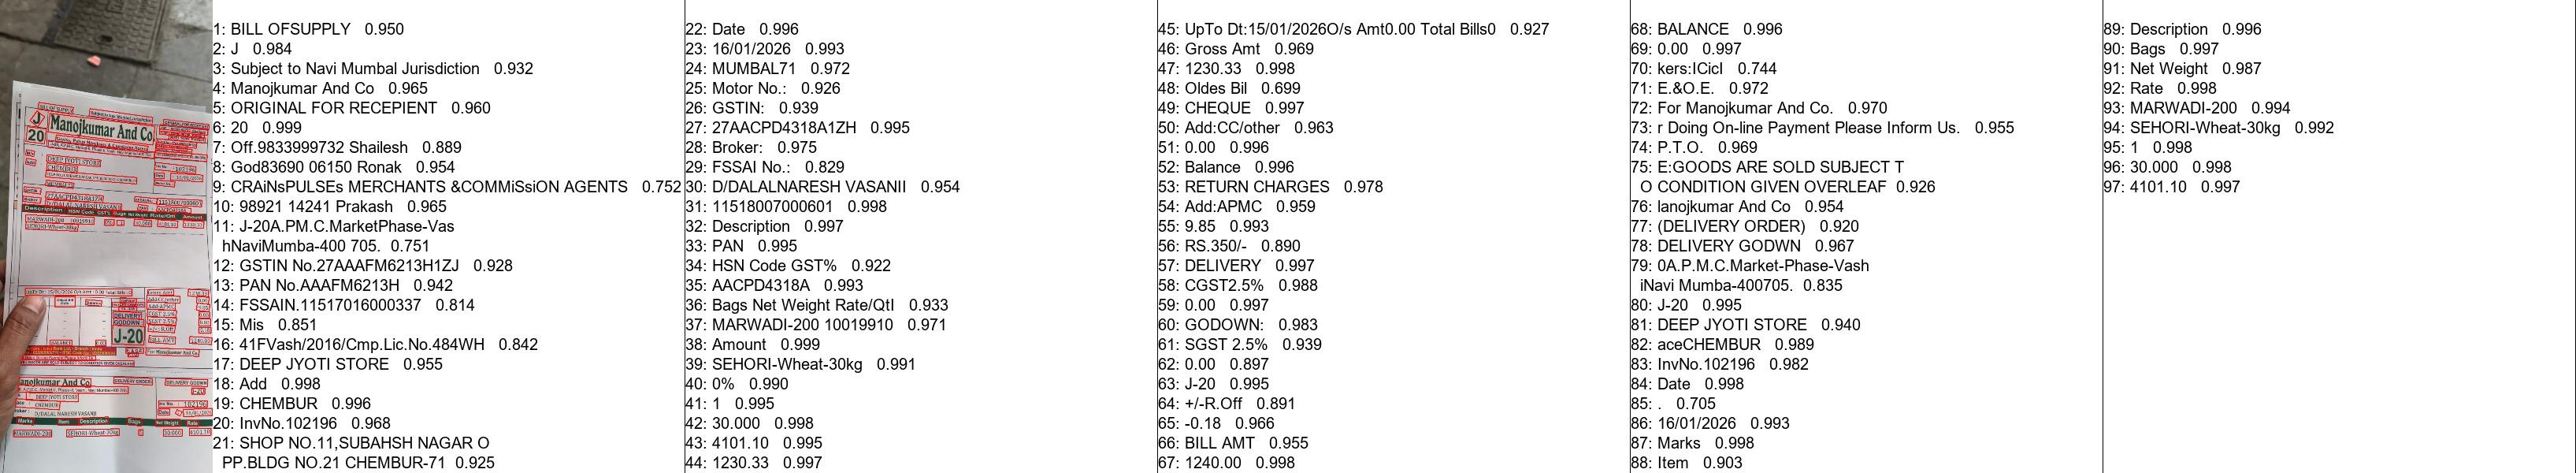 J
20
Manojkumar And Co.
J-20
1: BILL OFSUPPLY 0.950
2: J 0.984
3: Subject to Navi Mumbal Jurisdiction 0.932
4: Manojkumar And Co 0.965
5: ORIGINAL FOR RECEPIENT 0.960
6: 20 0.999
7: Off.9833999732 Shailesh 0.889
8: God83690 06150 Ronak 0.954
9: CRAiNsPULSEs MERCHANTS &COMMiSsiON AGENTS 0.752
10: 98921 14241 Prakash 0.965
11: J-20A.PM.C.MarketPhase-Vas
hNaviMumba-400 705. 0.751
12: GSTIN No.27AAAFM6213H1ZJ 0.928
13: PAN No.AAAFM6213H 0.942
14: FSSAIN.11517016000337 0.814
15: Mis 0.851
16: 41FVash/2016/Cmp.Lic.No.484WH 0.842
17: DEEP JYOTI STORE 0.955
18: Add 0.998
19: CHEMBUR 0.996
20: InvNo.102196 0.968
21: SHOP NO.11,SUBAHSH NAGAR O
PP.BLDG NO.21 CHEMBUR-71 0.925
22: Date 0.996
23: 16/01/2026 0.993
24: MUMBAL71 0.972
25: Motor No.: 0.926
26: GSTIN: 0.939
27: 27AACPD4318A1ZH 0.995
28: Broker: 0.975
29: FSSAI No.: 0.829
30: D/DALALNARESH VASANII 0.954
31: 11518007000601 0.998
32: Description 0.997
33: PAN 0.995
34: HSN Code GST% 0.922
35: AACPD4318A 0.993
36: Bags Net Weight Rate/Qtl 0.933
37: MARWADI-200 10019910 0.971
38: Amount 0.999
39: SEHORI-Wheat-30kg 0.991
40: 0% 0.990
41: 1 0.995
42: 30.000 0.998
43: 4101.10 0.995
44: 1230.33 0.997
45: UpTo Dt:15/01/2026O/s Amt0.00 Total Bills0 0.927
46: Gross Amt 0.969
47: 1230.33 0.998
48: Oldes Bil 0.699
49: CHEQUE 0.997
50: Add:CC/other 0.963
51: 0.00 0.996
52: Balance 0.996
53: RETURN CHARGES 0.978
54: Add:APMC 0.959
55: 9.85 0.993
56: RS.350/- 0.890
57: DELIVERY 0.997
58: CGST2.5% 0.988
59: 0.00 0.997
60: GODOWN: 0.983
61: SGST 2.5% 0.939
62: 0.00 0.897
63: J-20 0.995
64: +/-R.Off 0.891
65: -0.18 0.966
66: BILL AMT 0.955
67: 1240.00 0.998
68: BALANCE 0.996
69: 0.00 0.997
70: kers:ICicI 0.744
71: E.&O.E. 0.972
72: For Manojkumar And Co. 0.970
73: r Doing On-line Payment Please Inform Us. 0.955
74: P.T.O. 0.969
75: E:GOODS ARE SOLD SUBJECT T
O CONDITION GIVEN OVERLEAF 0.926
76: lanojkumar And Co 0.954
77: (DELIVERY ORDER) 0.920
78: DELIVERY GODWN 0.967
79: 0A.P.M.C.Market-Phase-Vash
iNavi Mumba-400705. 0.835
80: J-20 0.995
81: DEEP JYOTI STORE 0.940
82: aceCHEMBUR 0.989
83: InvNo.102196 0.982
84: Date 0.998
85: . 0.705
86: 16/01/2026 0.993
87: Marks 0.998
88: Item 0.903
89: Description 0.996
90: Bags 0.997
91: Net Weight 0.987
92: Rate 0.998
93: MARWADI-200 0.994
94: SEHORI-Wheat-30kg 0.992
95: 1 0.998
96: 30.000 0.998
97: 4101.10 0.997